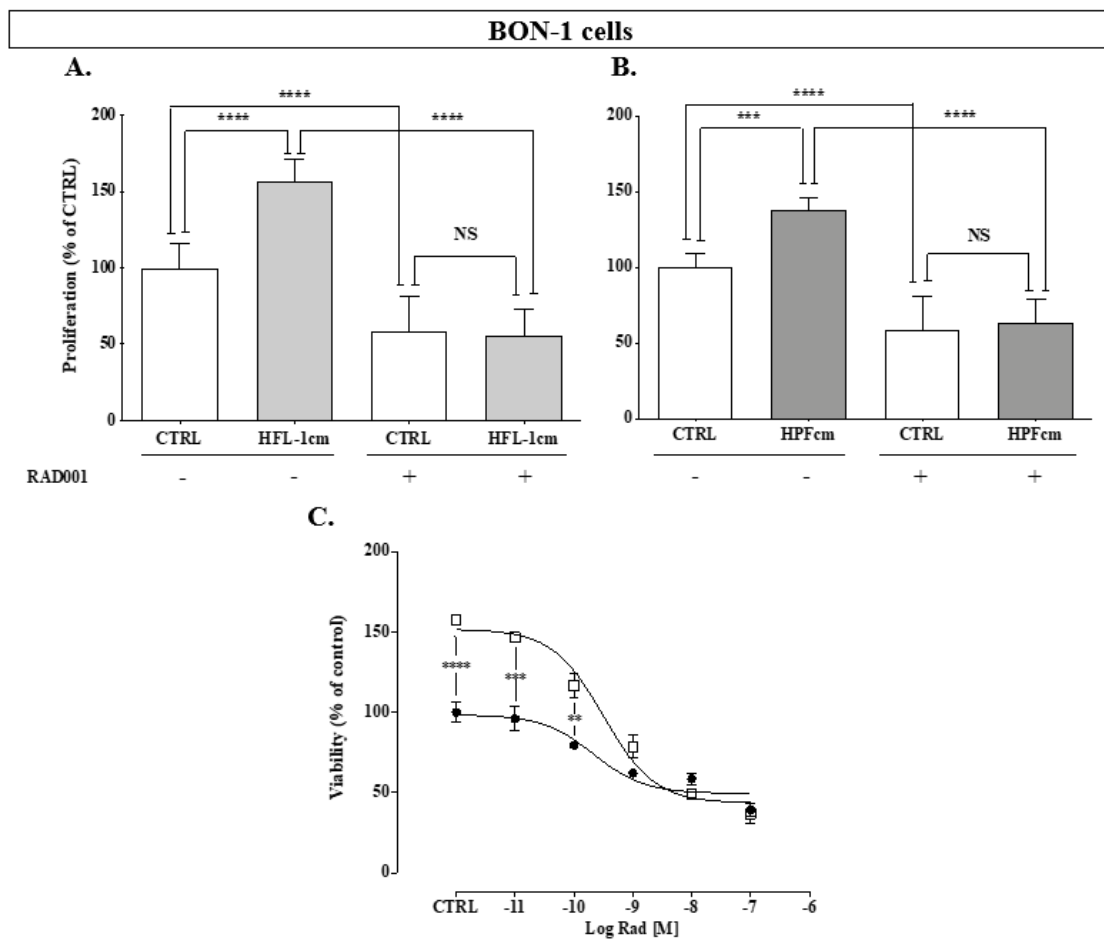 BON-1 cells
A.
****
****
****
NS
200
150
100
50
0
Proliferation (% of CTRL)
CTRL HFL-1cm CTRL HFL-1cm
RAD001 - - + +
B.
****
***
****
NS
200
150
100
50
0
CTRL HPFcm CTRL HPFcm
- - + +
C.
200
150
100
50
0
Viability (% of control)
****
***
**
CTRL -11 -10 -9 -8 -7 -6
Log Rad [M]